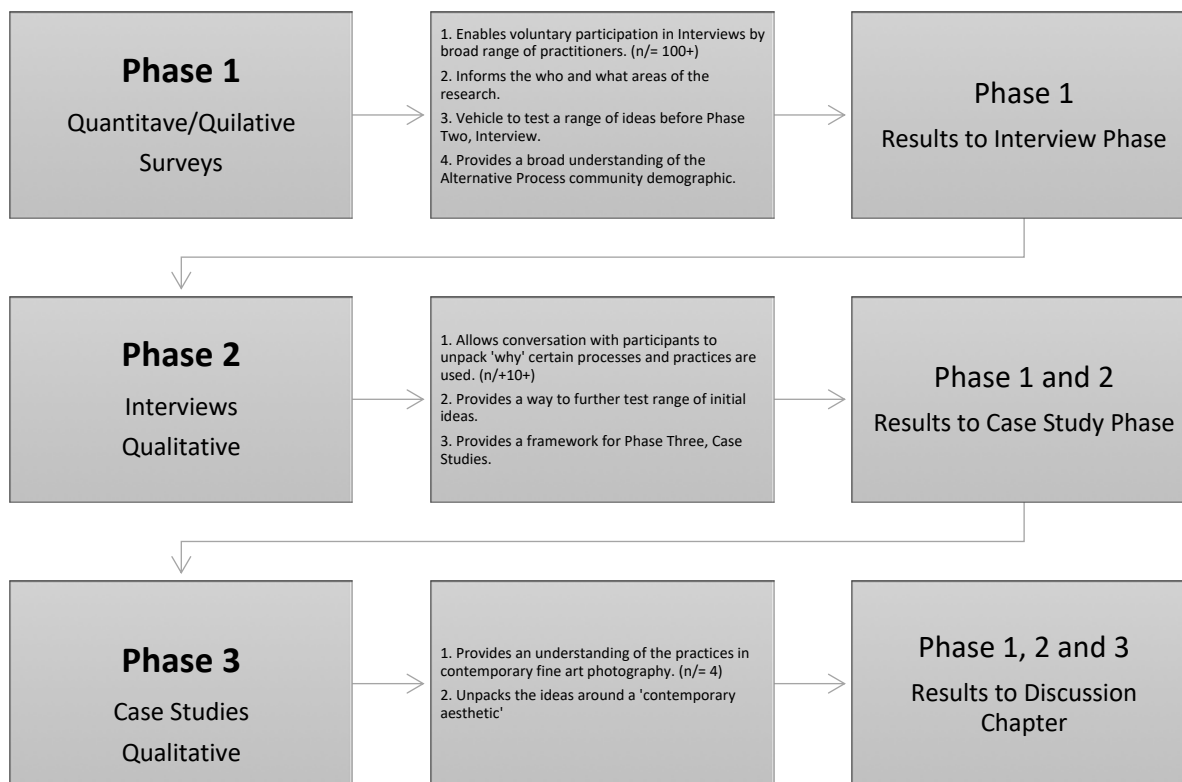 Phase 1
Quantitave/Quilative
Surveys
1. Enables voluntary participation in Interviews by
broad range of practitioners. (n/= 100+)
2. Informs the who and what areas of the
research.
3. Vehicle to test a range of ideas before Phase
Two, Interview.
4. Provides a broad understanding of the
Alternative Process community demographic.
Phase 1
Results to Interview Phase
Phase 2
Interviews
Qualitative
1. Allows conversation with participants to
unpack 'why' certain processes and practices are
used. (n/+10+)
2. Provides a way to further test range of initial
ideas.
3. Provides a framework for Phase Three, Case
Studies.
Phase 1 and 2
Results to Case Study Phase
Phase 3
Case Studies
Qualitative
1. Provides an understanding of the practices in
contemporary fine art photography. (n/= 4)
2. Unpacks the ideas around a 'contemporary
aesthetic'
Phase 1, 2 and 3
Results to Discussion
Chapter